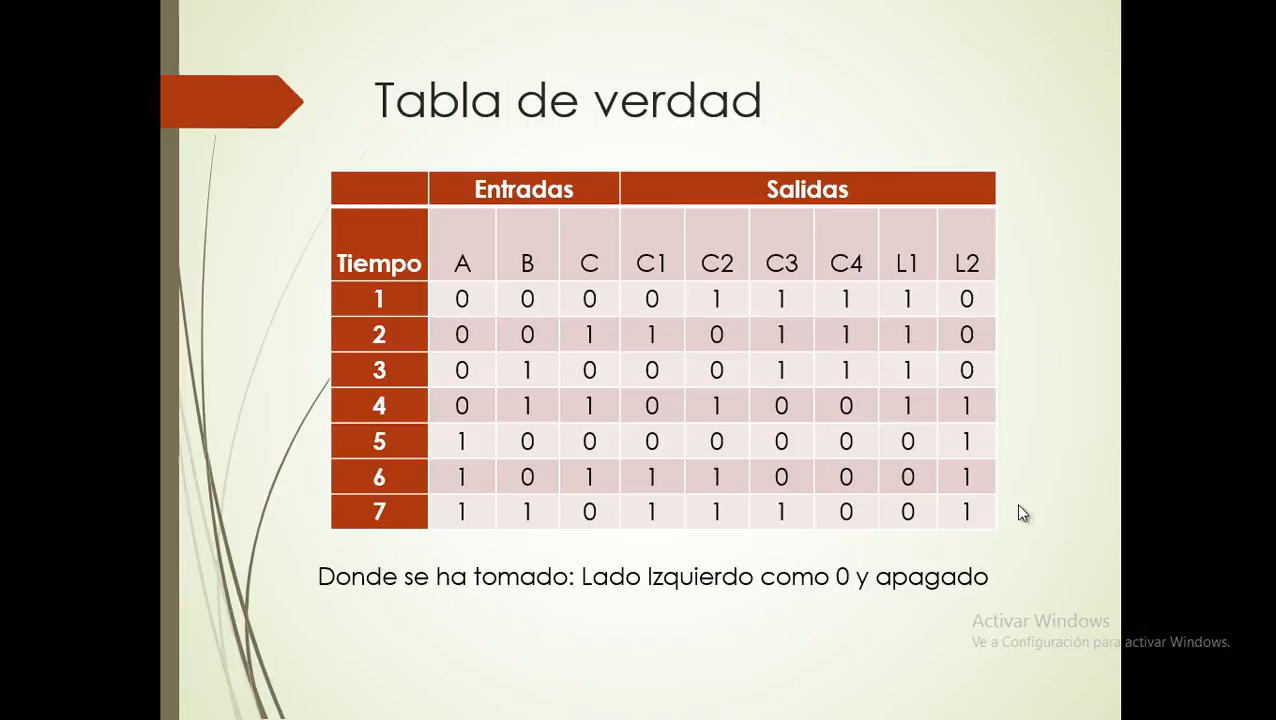 Tabla de verdad
Entradas Salidas
Tiempo A B C C1 C2 C3 C4 L1 L2
1 0 0 0 0 1 1 1 1 0
2 0 0 1 1 0 1 1 1 0
3 0 1 0 0 0 1 1 1 0
4 0 1 1 0 1 0 0 1 1
5 1 0 0 0 0 0 0 0 1
6 1 0 1 1 1 0 0 0 1
7 1 1 0 1 1 1 0 0 1
Donde se ha tomado: Lado Izquierdo como 0 y apagado
Activar Windows
Ve a Configuración para activar Windows.